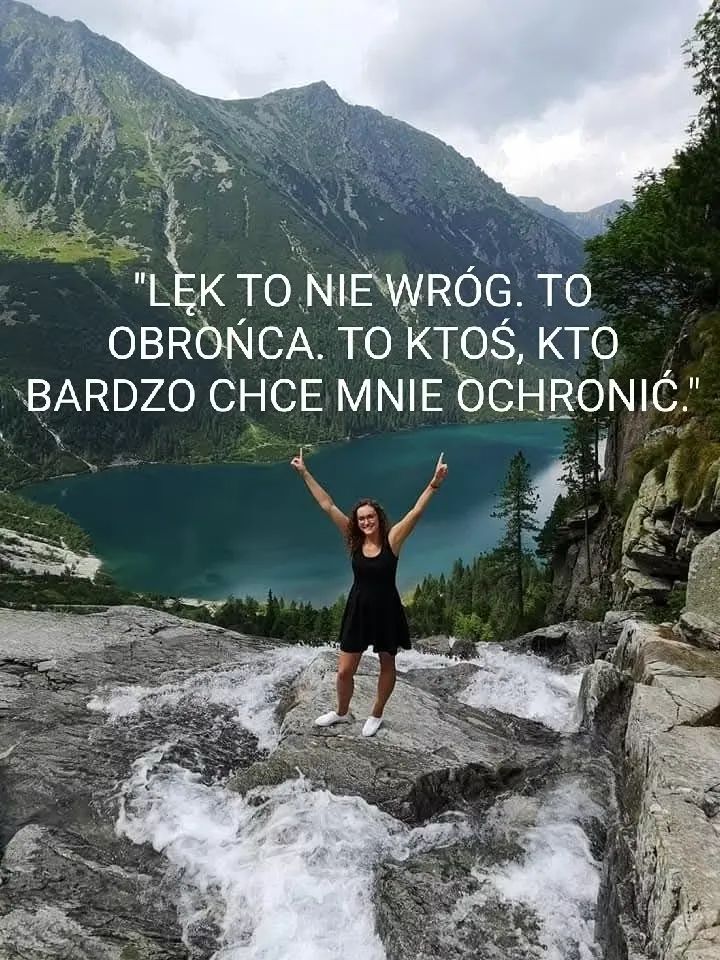 "LĘK TO NIE WRÓG. TO
OBROŃCA. TO KTOŚ, KTO
BARDZO CHCE MNIE OCHRONIĆ."